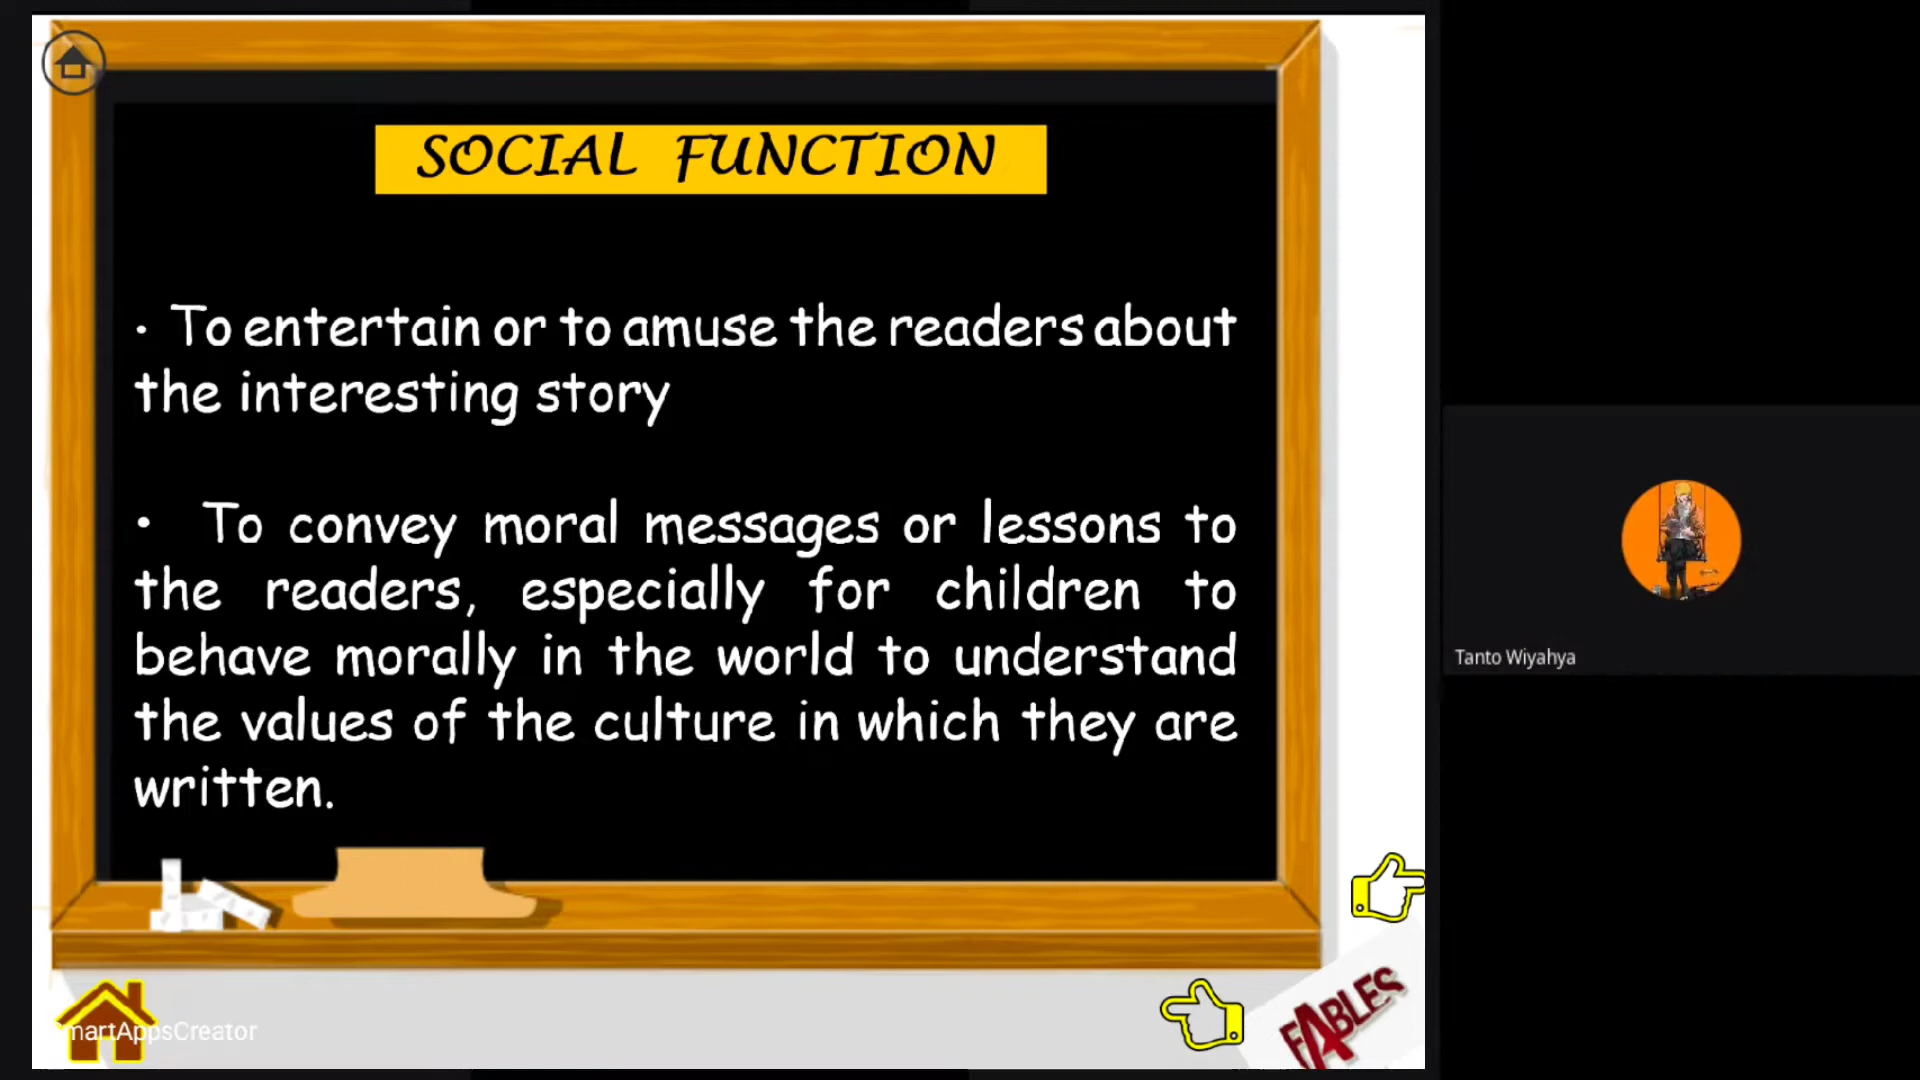 SOCIAL FUNCTION
• To entertain or to amuse the readers about
the interesting story
• To convey moral messages or lessons to
the readers, especially for children to
behave morally in the world to understand
the values of the culture in which they are
written.
Tanto Wiyahya
FABLES
martAppsCreator